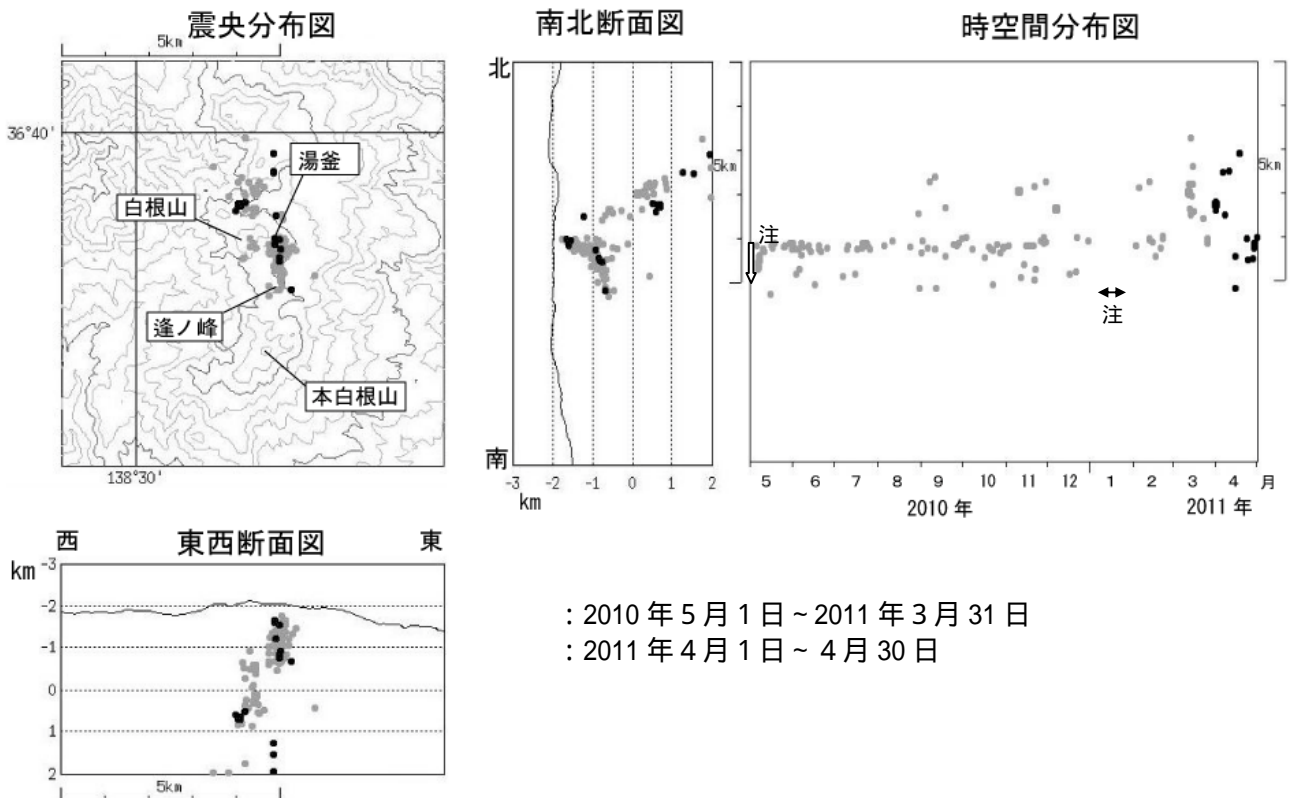 震央分布図
5km
36°40'
湯釜
白根山
逢ノ峰
本白根山
138°30'
南北断面図
北
南
-3 -2 -1 0 1 2
km
時空間分布図
5km
5km
注
注
5 6 7 8 9 10 11 12 1 2 3 4 月
2010 年 2011 年
西 東西断面図 東
km
-3
-2
-1
0
1
2
5km
：2010 年 5 月 1 日～2011 年 3 月 31 日
：2011 年 4 月 1 日～ 4 月 30 日